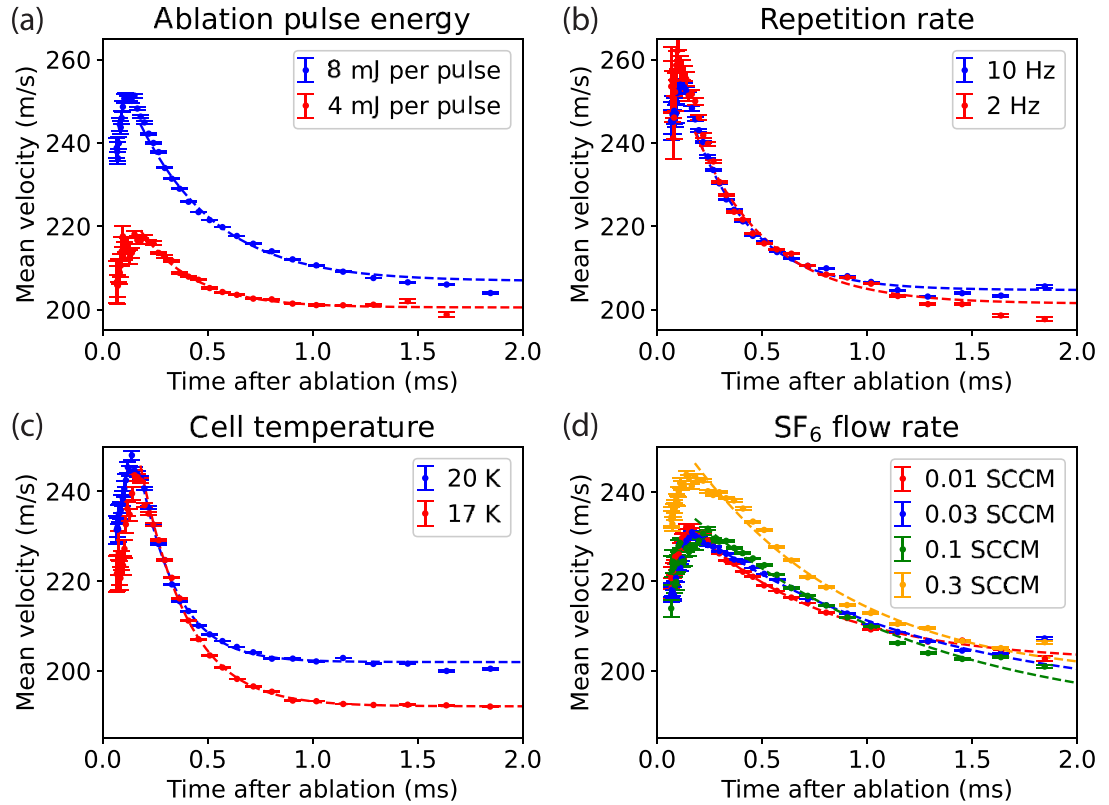 (a)
Ablation pulse energy
Mean velocity (m/s)
260
240
220
200
8 mJ per pulse
4 mJ per pulse
0.0 0.5 1.0 1.5 2.0
Time after ablation (ms)
(b)
Repetition rate
Mean velocity (m/s)
260
240
220
200
10 Hz
2 Hz
0.0 0.5 1.0 1.5 2.0
Time after ablation (ms)
(c)
Cell temperature
Mean velocity (m/s)
240
220
200
20 K
17 K
0.0 0.5 1.0 1.5 2.0
Time after ablation (ms)
(d)
SF₆ flow rate
Mean velocity (m/s)
240
220
200
0.01 SCCM
0.03 SCCM
0.1 SCCM
0.3 SCCM
0.0 0.5 1.0 1.5 2.0
Time after ablation (ms)